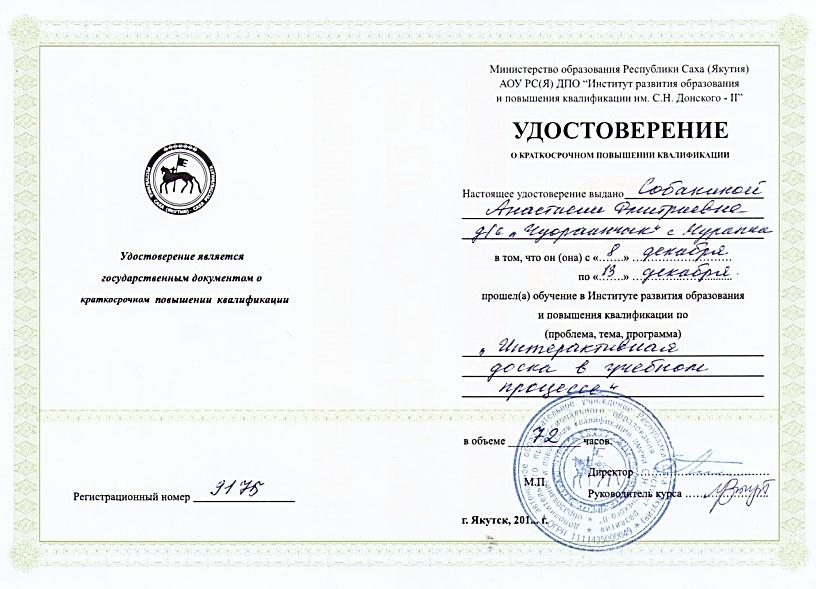 Удостоверение является
государственным документом о
краткосрочном повышении квалификации
Регистрационный номер 3175
Министерство образования Республики Саха (Якутия)
АОУ РС(Я) ДПО “Институт развития образования
и повышения квалификации им. С.Н. Донского - II”
УДОСТОВЕРЕНИЕ
О КРАТКОСРОЧНОМ ПОВЫШЕНИИ КВАЛИФИКАЦИИ
Настоящее удостоверение выдано Собакиной
Анастасии Дмитриевне
д/с „Чуораанчык“ с
в том, что он (она) с «8» декабря
по «13» декабря
прошел(а) обучение в Институте развития образования
и повышения квалификации по
(проблема, тема, программа)
„Интерактивная
доска в учебном
процессе“
в объеме 72 часов.
Директор
М.П.
Руководитель курса
г. Якутск, 201 г.
ОГРН 1111435000049